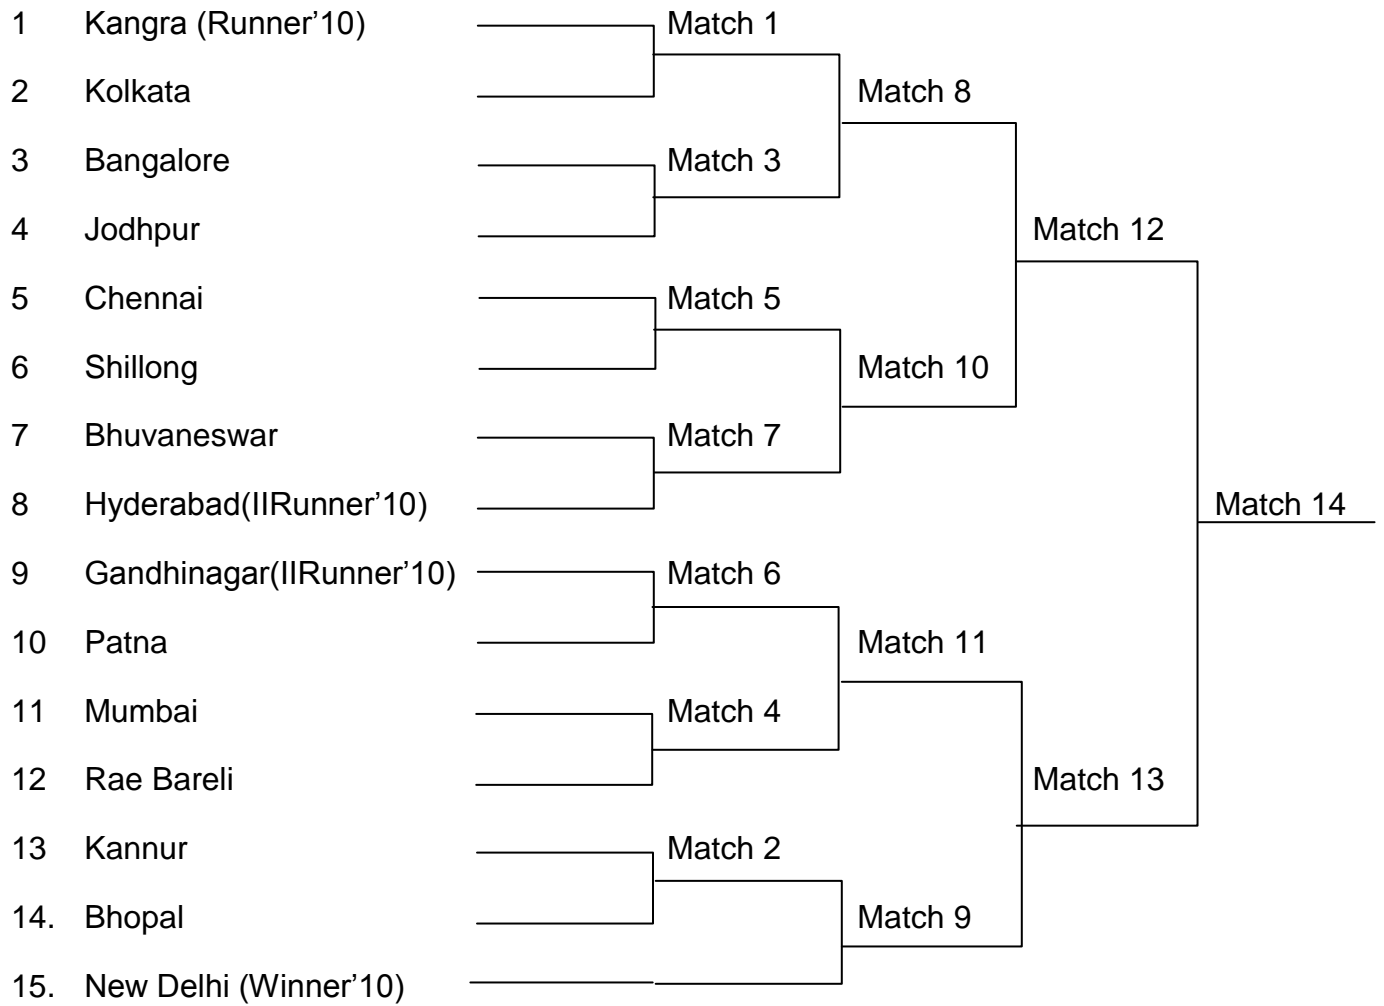 1 Kangra (Runner’10) Match 1
2 Kolkata Match 8
3 Bangalore Match 3
4 Jodhpur Match 12
5 Chennai Match 5
6 Shillong Match 10
7 Bhuvaneswar Match 7
8 Hyderabad(IIRunner’10) Match 14
9 Gandhinagar(IIRunner’10) Match 6
10 Patna Match 11
11 Mumbai Match 4
12 Rae Bareli Match 13
13 Kannur Match 2
14. Bhopal Match 9
15. New Delhi (Winner’10)